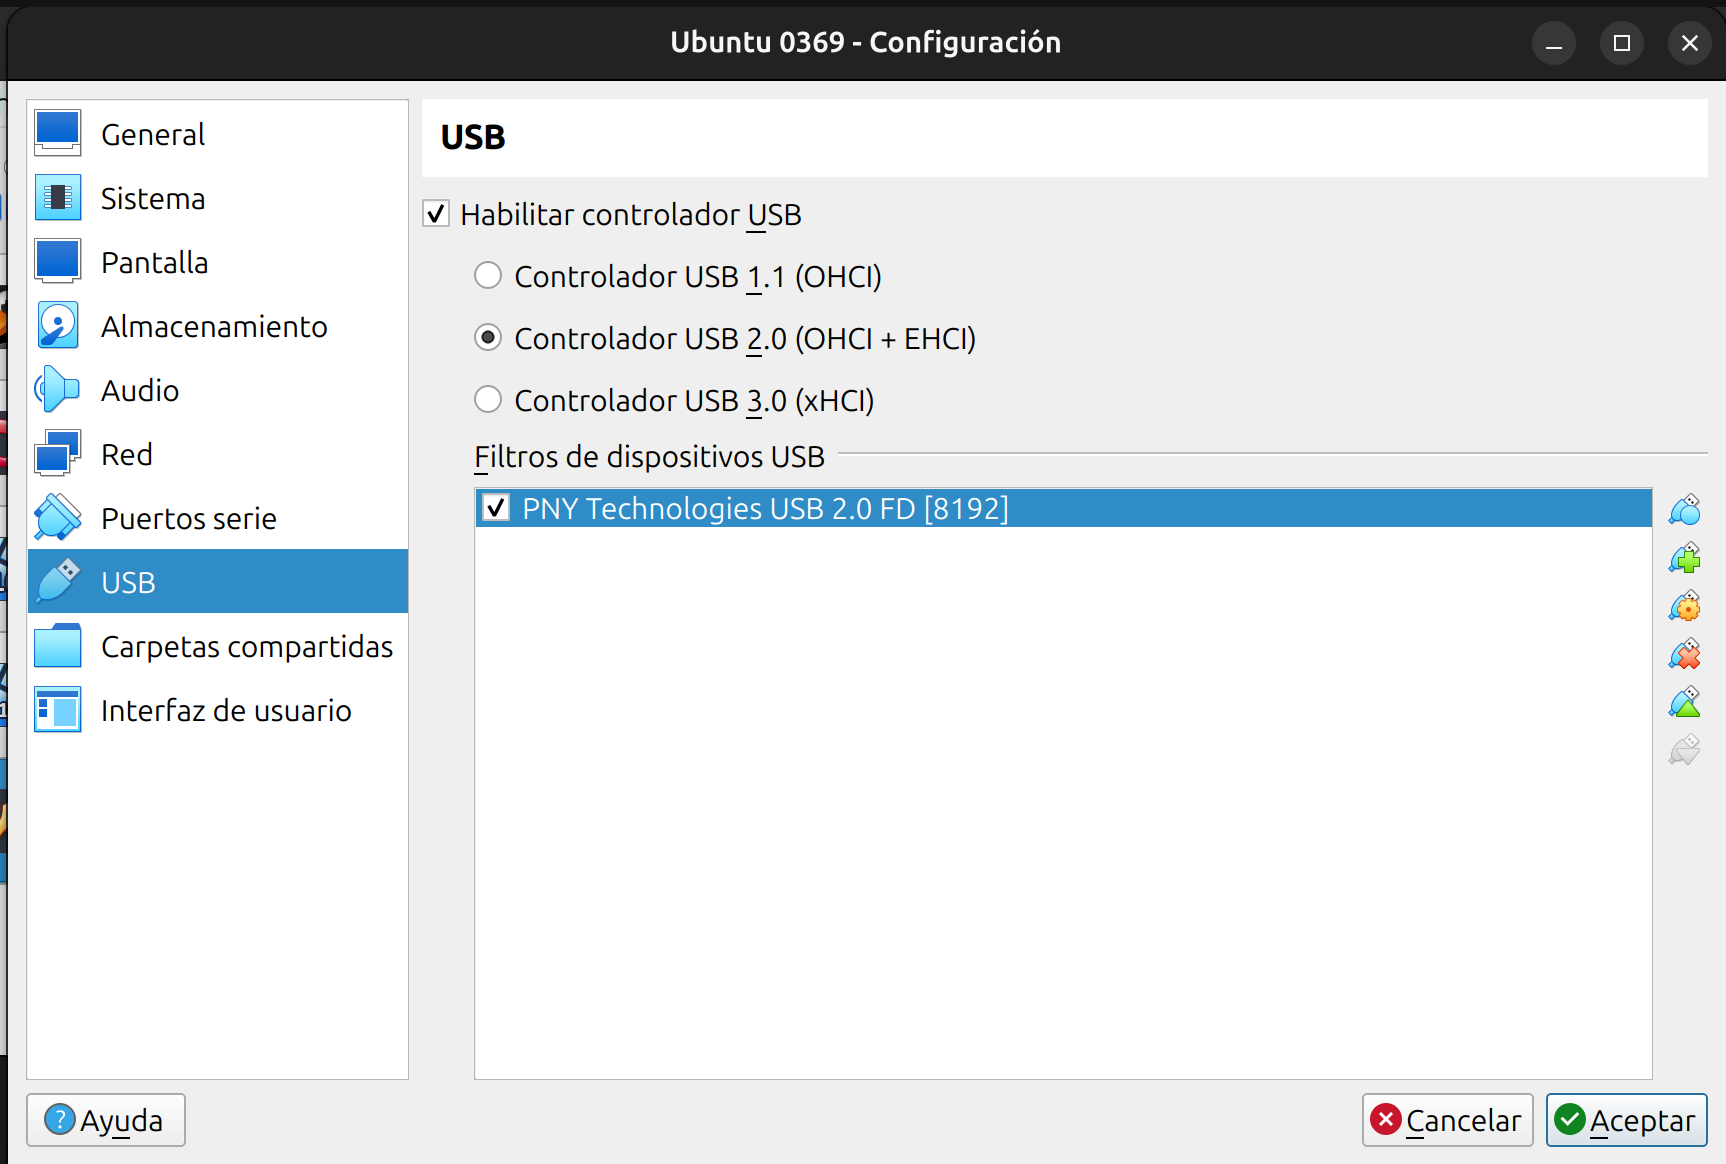 Ubuntu 0369 - Configuración
General
Sistema
Pantalla
Almacenamiento
Audio
Red
Puertos serie
USB
Carpetas compartidas
Interfaz de usuario
USB
Habilitar controlador USB
Controlador USB 1.1 (OHCI)
Controlador USB 2.0 (OHCI + EHCI)
Controlador USB 3.0 (xHCI)
Filtros de dispositivos USB
PNY Technologies USB 2.0 FD [8192]
Ayuda
Cancelar
Aceptar